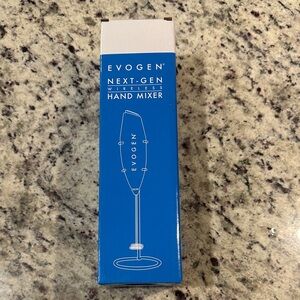 EVOGEN®
NEXT-GEN
WIRELESS
HAND MIXER
EVOGEN®